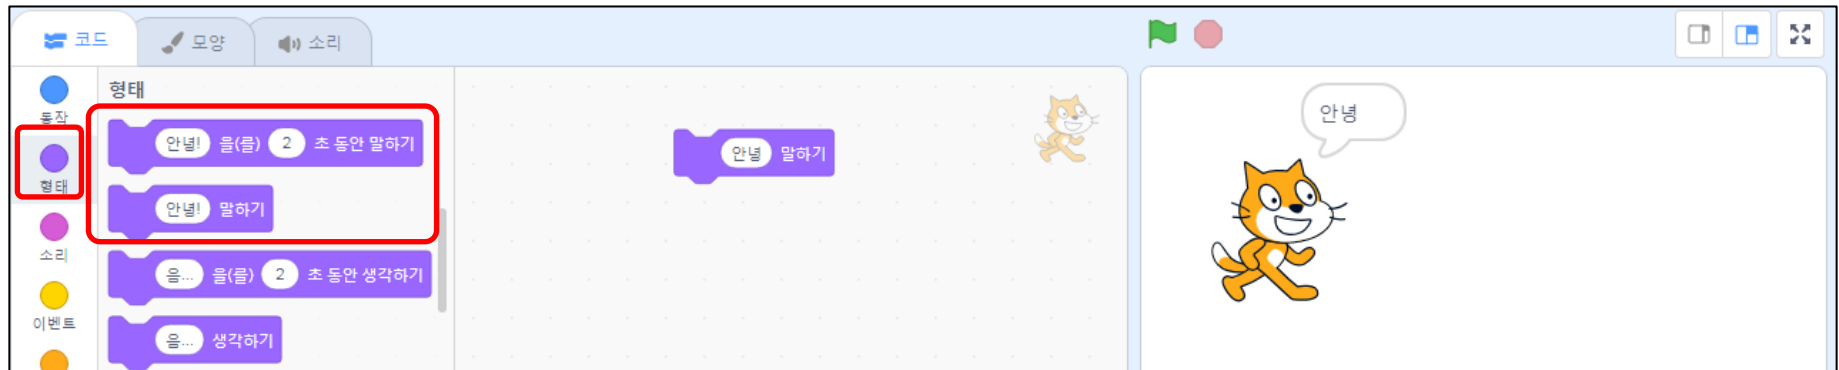 코드
모양
소리
동작
형태
소리
이벤트
형태
안녕! 을(를) 2 초 동안 말하기
안녕! 말하기
음... 을(를) 2 초 동안 생각하기
음... 생각하기
안녕 말하기
안녕